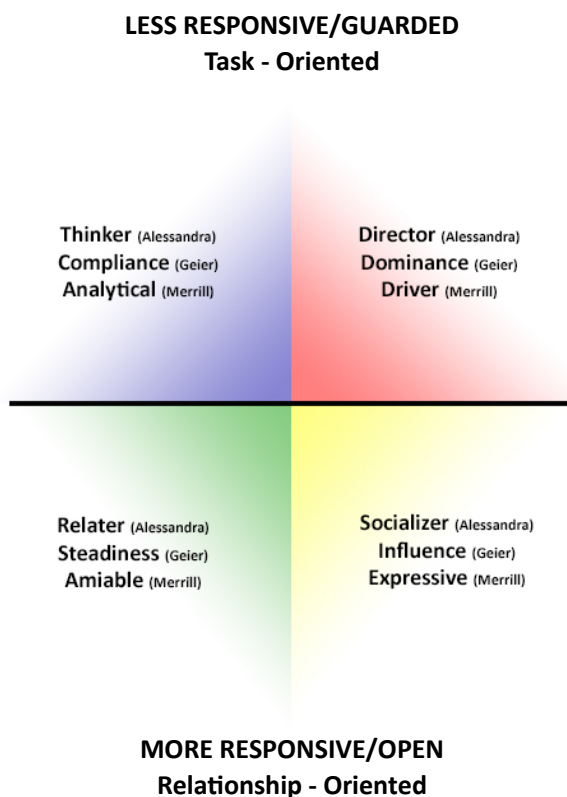 LESS RESPONSIVE/GUARDED
Task - Oriented
Thinker (Alessandra)
Compliance (Geier)
Analytical (Merrill)
Director (Alessandra)
Dominance (Geier)
Driver (Merrill)
Relater (Alessandra)
Steadiness (Geier)
Amiable (Merrill)
Socializer (Alessandra)
Influence (Geier)
Expressive (Merrill)
MORE RESPONSIVE/OPEN
Relationship - Oriented